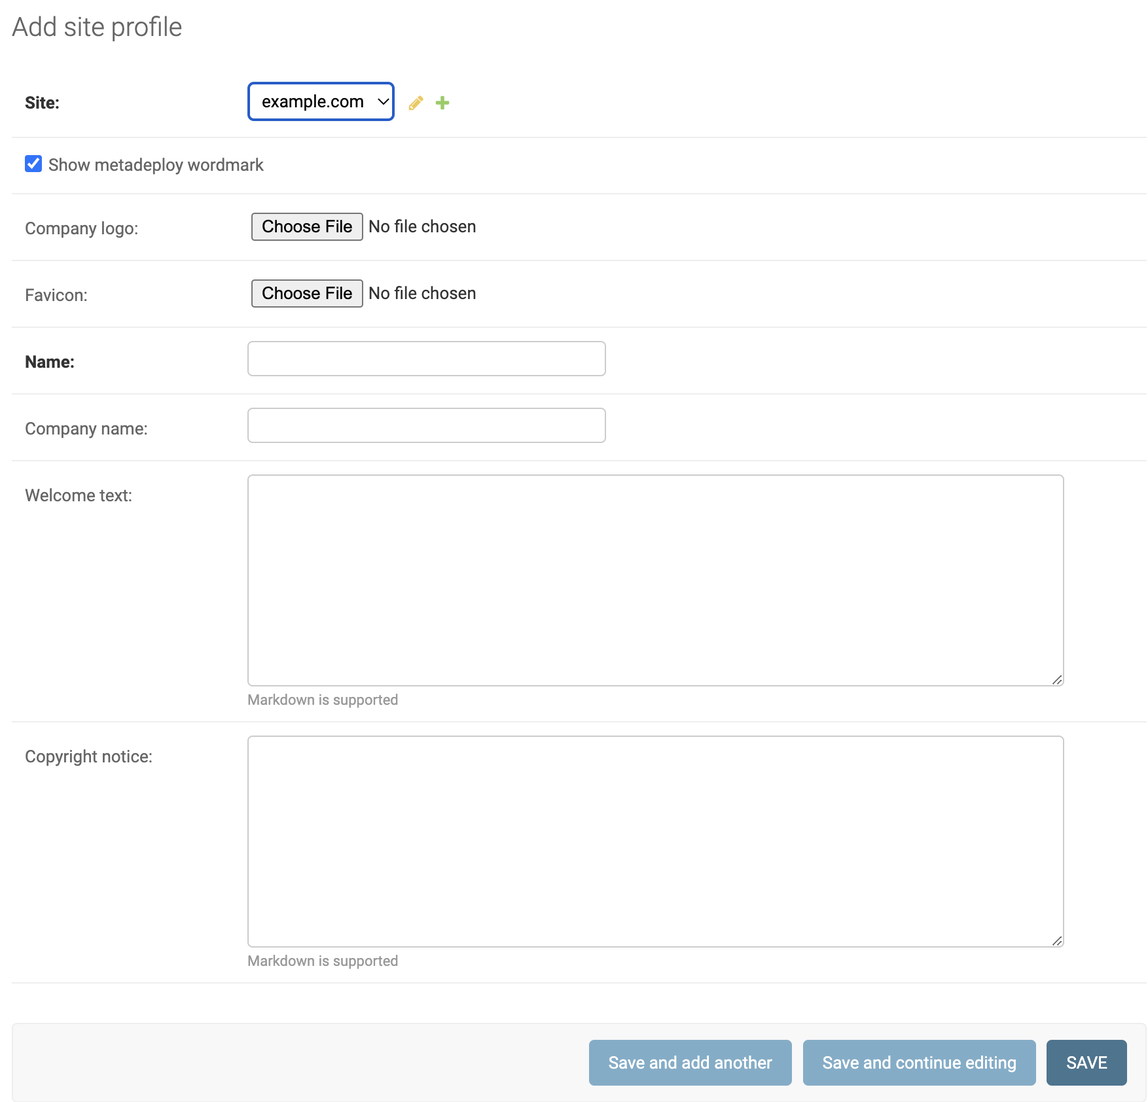 Add site profile
Site: example.com
Show metadeploy wordmark
Company logo: Choose File No file chosen
Favicon: Choose File No file chosen
Name:
Company name:
Welcome text:
Markdown is supported
Copyright notice:
Markdown is supported
Save and add another Save and continue editing SAVE